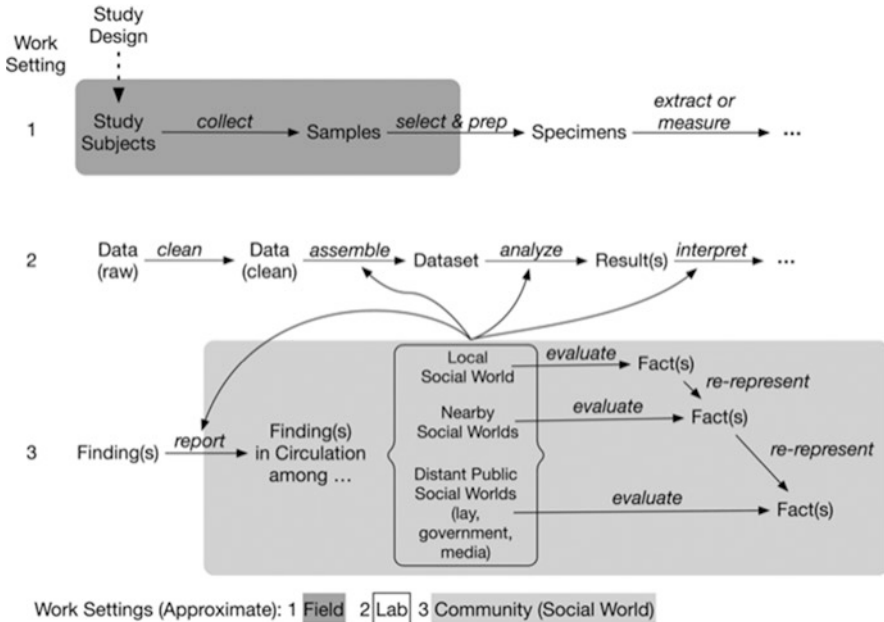 Study
Design
Work
Setting
1
Study
Subjects
collect
Samples
select & prep
Specimens
extract or
measure
...
2
Data
(raw)
clean
Data
(clean)
assemble
Dataset
analyze
Result(s)
interpret
...
3
Finding(s)
report
Finding(s)
in Circulation
among ...
Local
Social World
evaluate
Fact(s)
re-represent
Nearby
Social Worlds
evaluate
Fact(s)
re-represent
Distant Public
Social Worlds
(lay,
government,
media)
evaluate
Fact(s)
Work Settings (Approximate): 1 Field 2 Lab 3 Community (Social World)